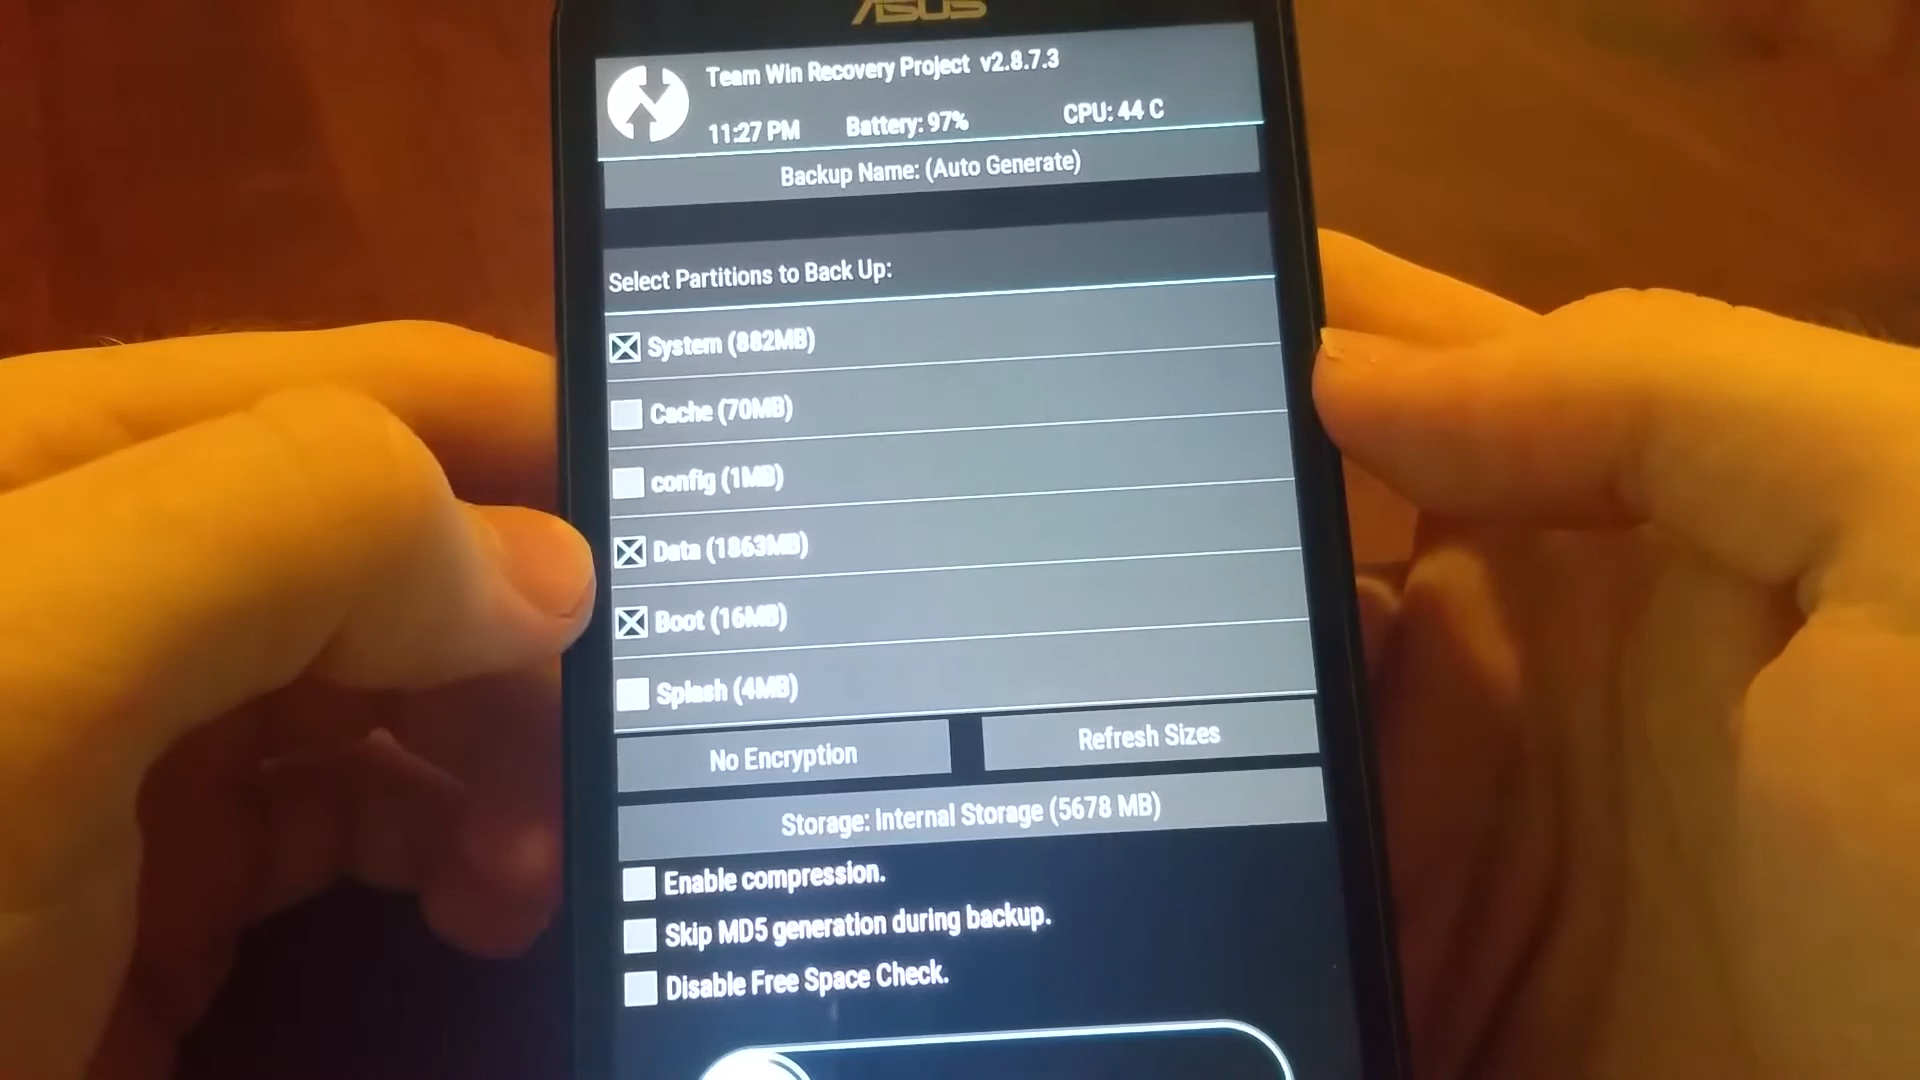 ASUS
Team Win Recovery Project v2.8.7.3
11:27 PM Battery: 97% CPU: 44 C
Backup Name: (Auto Generate)
Select Partitions to Back Up:
System (882MB)
Cache (70MB)
config (1MB)
Data (1863MB)
Boot (16MB)
Splash (4MB)
No Encryption Refresh Sizes
Storage: Internal Storage (5678 MB)
Enable compression.
Skip MD5 generation during backup.
Disable Free Space Check.